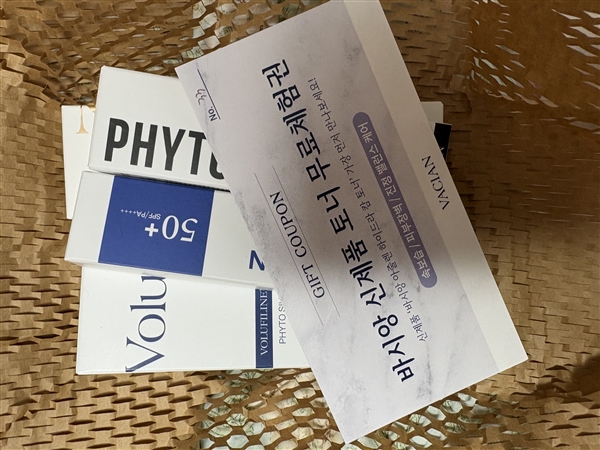 NO.
GIFT COUPON
바시앙 신제품 토너 무료체험권
신제품 '바시앙 아줄렌 하이드라 캄 토너' 가장 먼저 만나보세요!
속보습 / 피부장벽 / 진정 밸런스 케어
VACIAN
PHYTO
50+
SPF/PA++++
Volu
VOLUFILINE
PHYTO